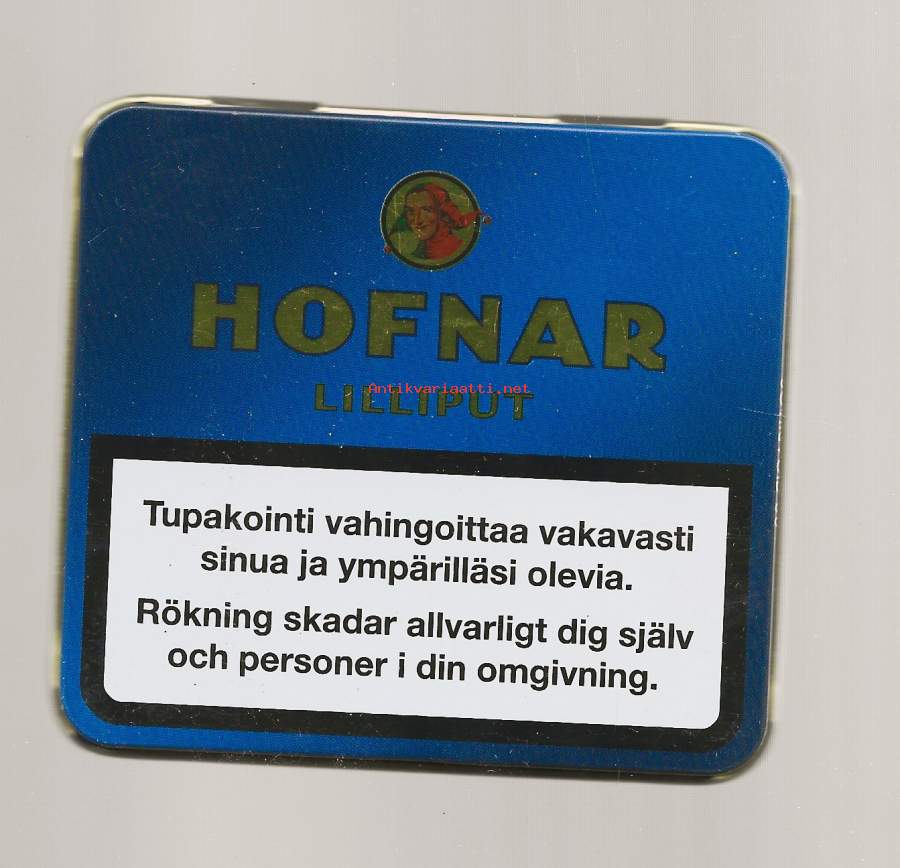 HOFNAR
Antikvariaatti.net
LILLIPUT
Tupakointi vahingoittaa vakavasti
sinua ja ympärilläsi olevia.
Rökning skadar allvarligt dig själv
och personer i din omgivning.